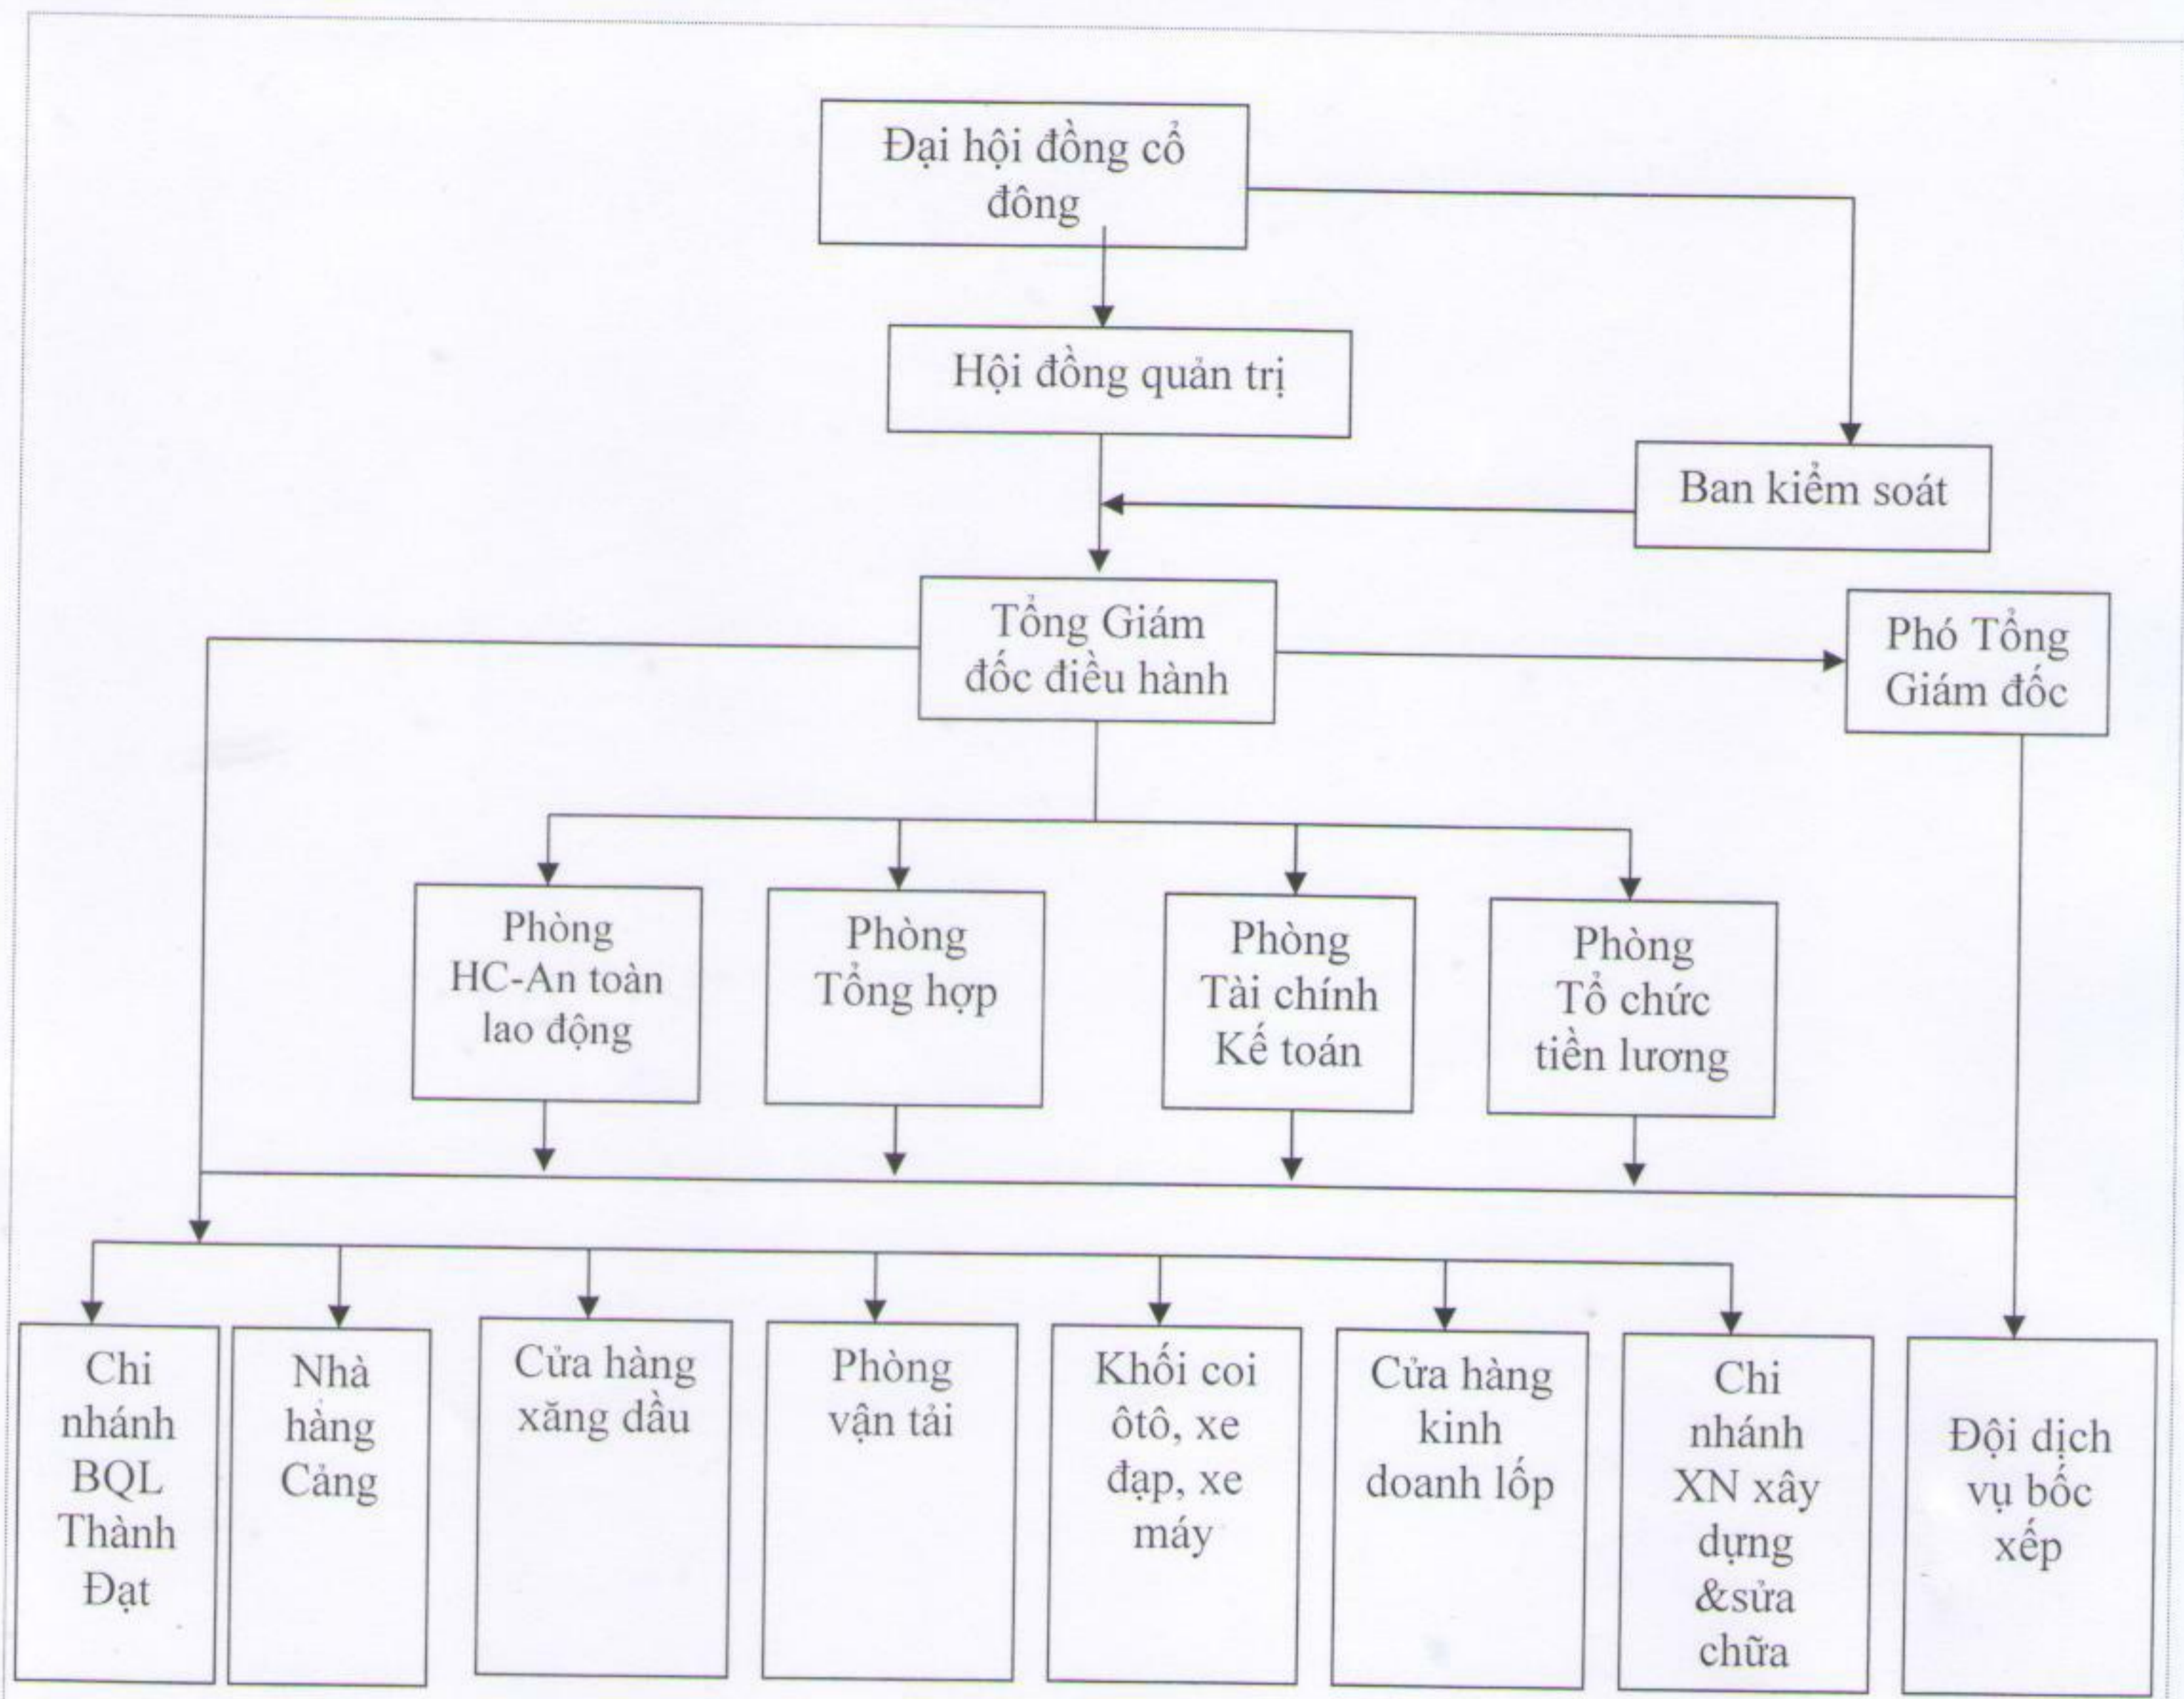 Đại hội đồng cổ
đông
Hội đồng quản trị
Ban kiểm soát
Tổng Giám
đốc điều hành
Phó Tổng
Giám đốc
Phòng
HC-An toàn
lao động
Phòng
Tổng hợp
Phòng
Tài chính
Kế toán
Phòng
Tổ chức
tiền lương
Chi
nhánh
BQL
Thành
Đạt
Nhà
hàng
Cảng
Cửa hàng
xăng dầu
Phòng
vận tải
Khối coi
ôtô, xe
đạp, xe
máy
Cửa hàng
kinh
doanh lốp
Chi
nhánh
XN xây
dựng
&sửa
chữa
Đội dịch
vụ bốc
xếp